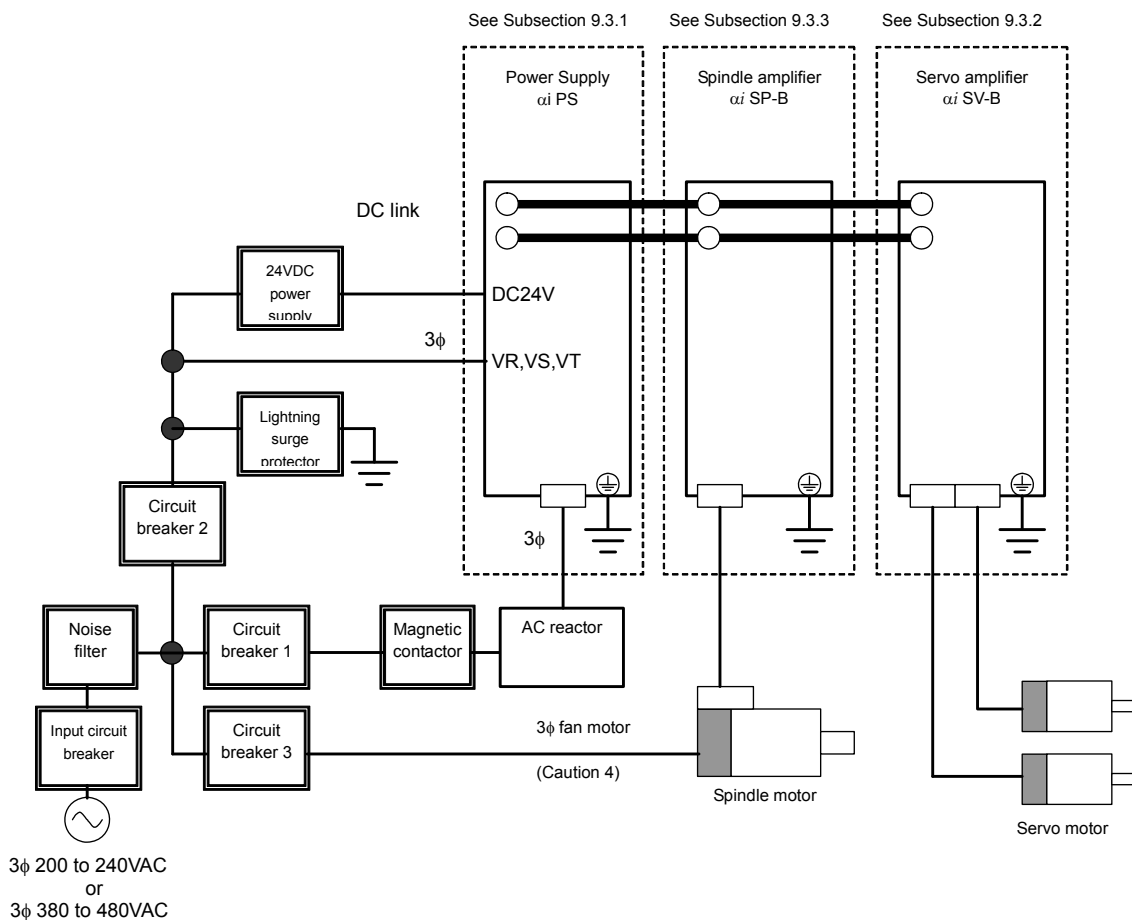 See Subsection 9.3.1
See Subsection 9.3.3
See Subsection 9.3.2
Power Supply
αi PS
Spindle amplifier
αi SP-B
Servo amplifier
αi SV-B
DC link
24VDC
power
supply
DC24V
3ϕ
VR,VS,VT
Lightning
surge
protector
Circuit
breaker 2
3ϕ
Noise
filter
Circuit
breaker 1
Magnetic
contactor
AC reactor
Input circuit
breaker
Circuit
breaker 3
3ϕ fan motor
(Caution 4)
Spindle motor
Servo motor
3ϕ 200 to 240VAC
or
3ϕ 380 to 480VAC